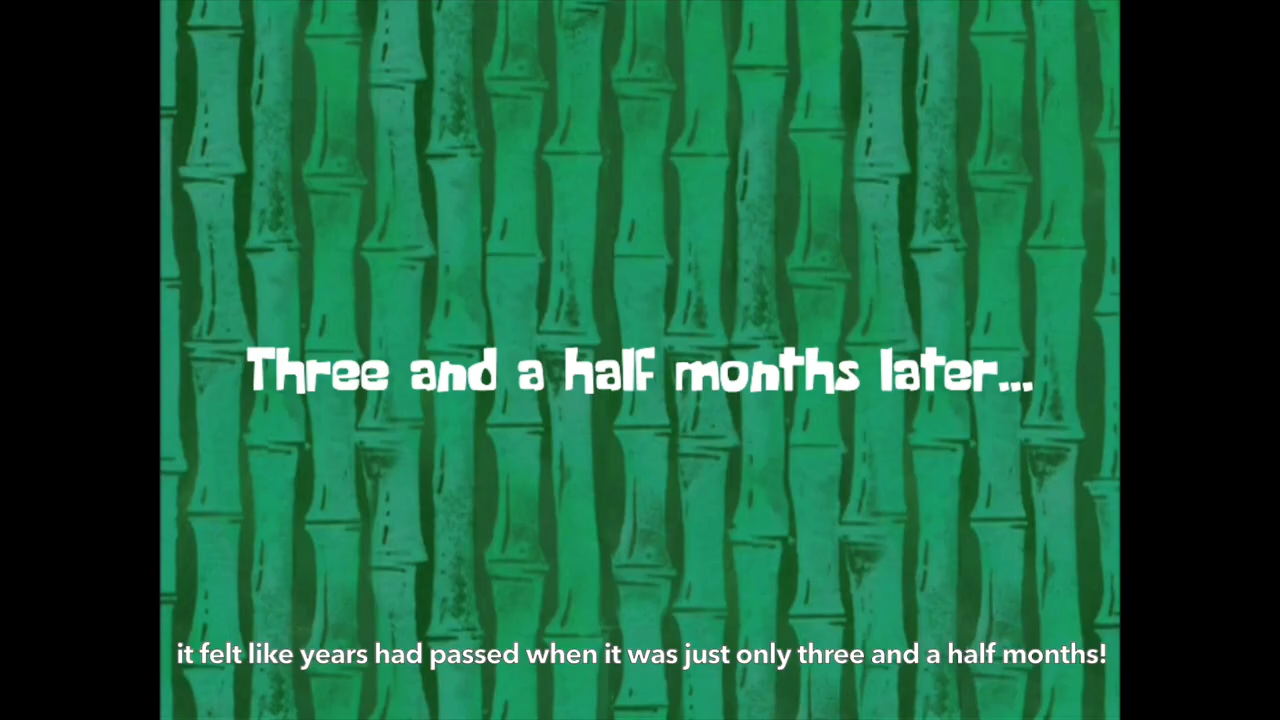 Three and a half months later...
it felt like years had passed when it was just only three and a half months!